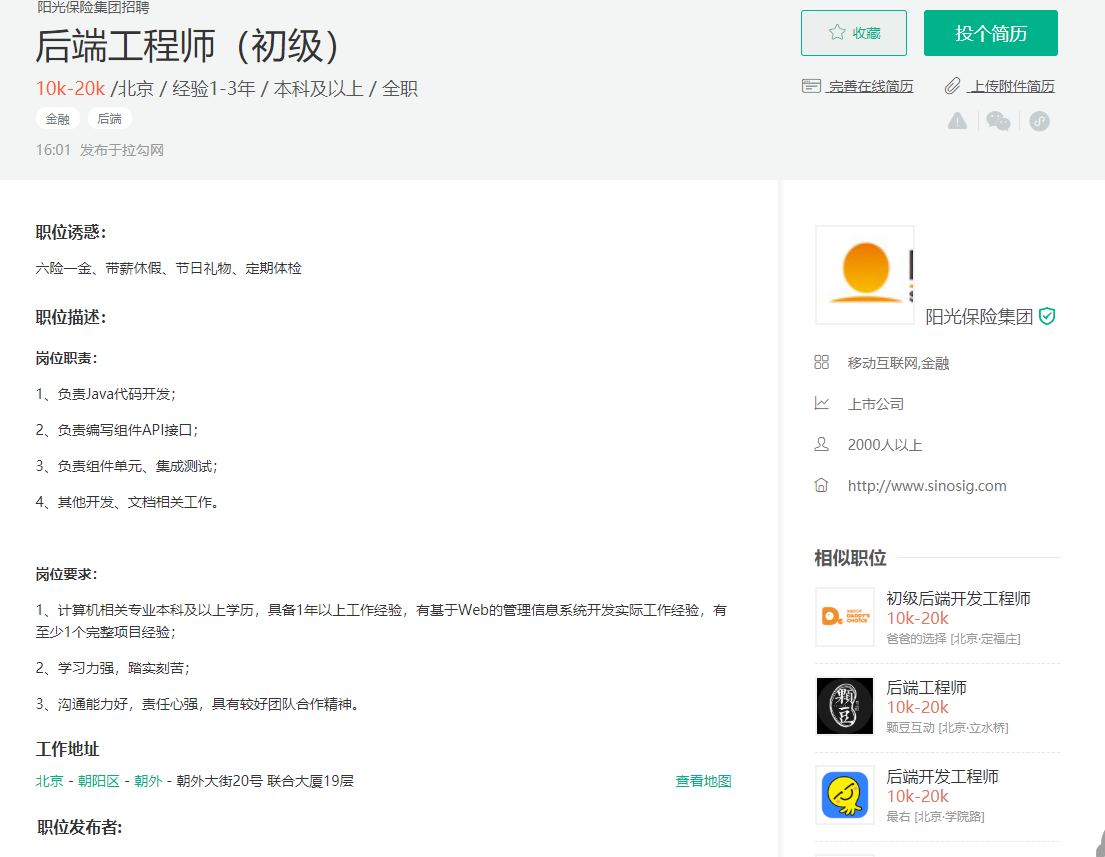 阳光保险集团招聘
后端工程师（初级）
10k-20k /北京 / 经验1-3年 / 本科及以上 / 全职
金融 后端
16:01 发布于拉勾网
收藏 投个简历
完善在线简历 上传附件简历
职位诱惑：
六险一金、带薪休假、节日礼物、定期体检
职位描述：
岗位职责：
1、负责Java代码开发；
2、负责编写组件API接口；
3、负责组件单元、集成测试；
4、其他开发、文档相关工作。
岗位要求：
1、计算机相关专业本科及以上学历，具备1年以上工作经验，有基于Web的管理信息系统开发实际工作经验，有
至少1个完整项目经验；
2、学习力强，踏实刻苦；
3、沟通能力好，责任心强，具有较好团队合作精神。
工作地址
北京 - 朝阳区 - 朝外 - 朝外大街20号 联合大厦19层 查看地图
职位发布者:
阳光保险集团
移动互联网,金融
上市公司
2000人以上
http://www.sinosig.com
相似职位
DADDY'S
CHOICE
初级后端开发工程师
10k-20k
爸爸的选择 [北京·定福庄]
颗豆
后端工程师
10k-20k
颗豆互动 [北京·立水桥]
后端开发工程师
10k-20k
最右 [北京·学院路]